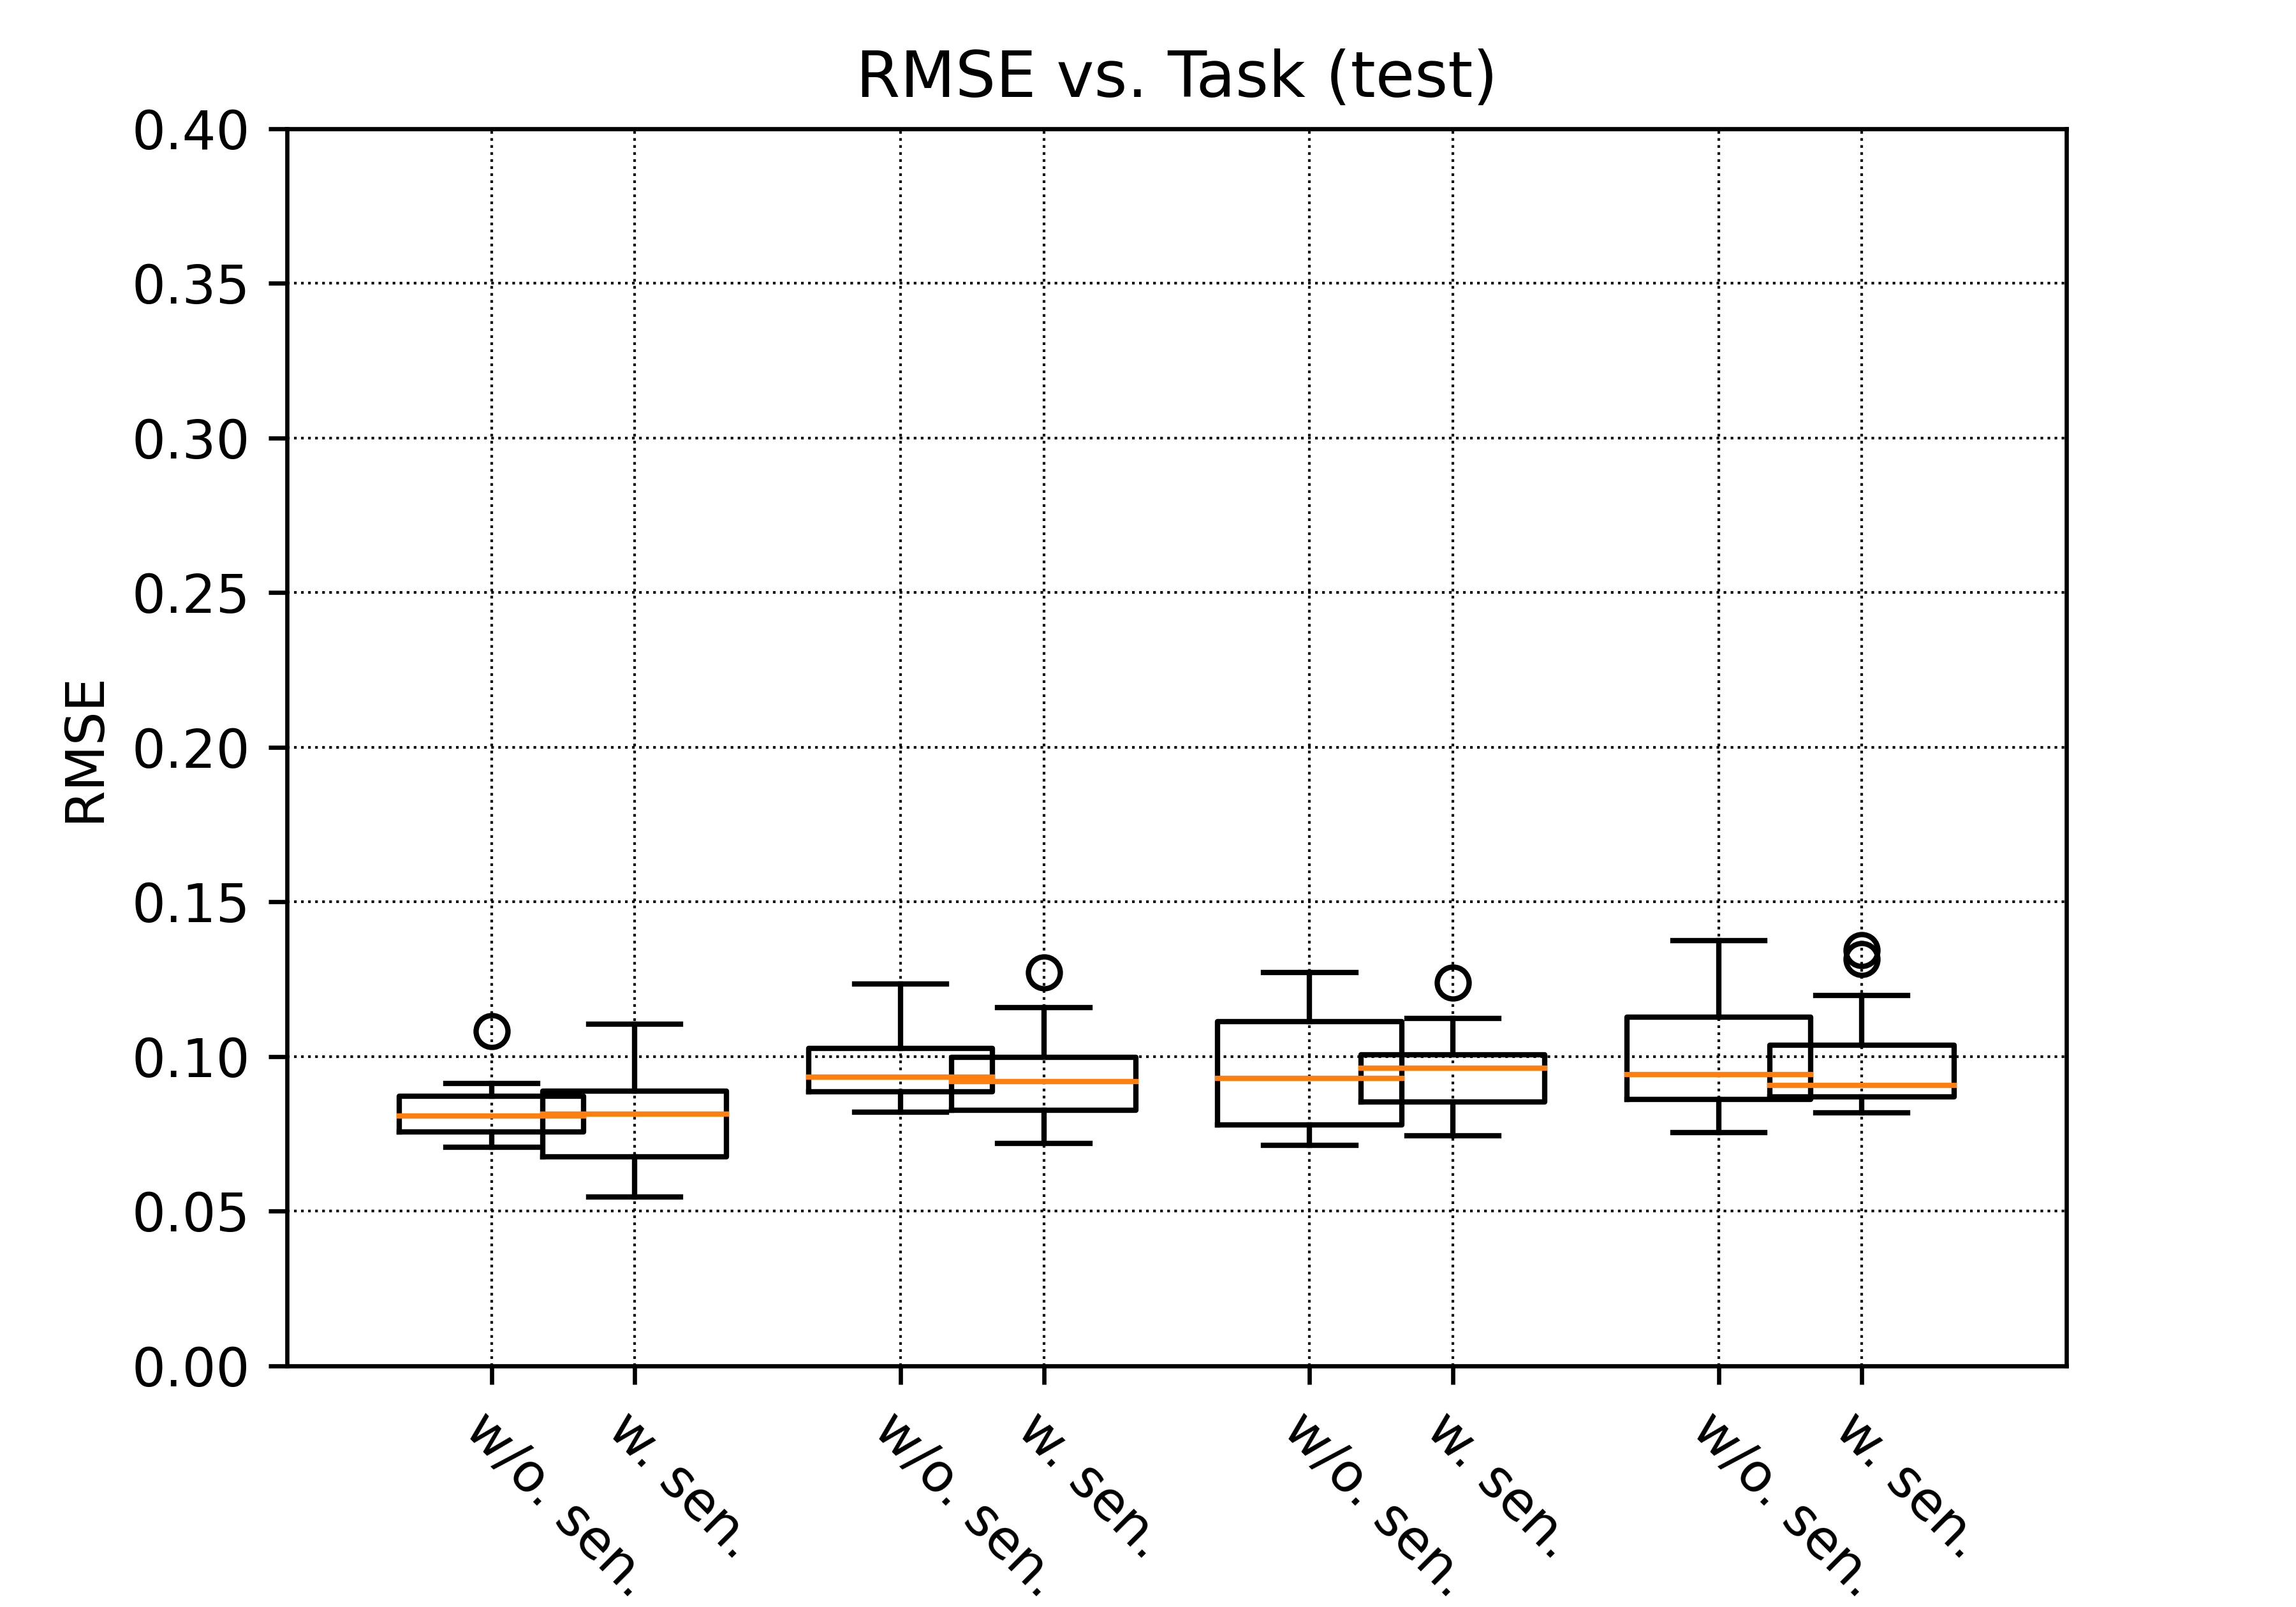 RMSE vs. Task (test)
0.40
0.35
0.30
0.25
0.20
0.15
0.10
0.05
0.00
RMSE
w/o. sen.
w. sen.
w/o. sen.
w. sen.
w/o. sen.
w. sen.
w/o. sen.
w. sen.